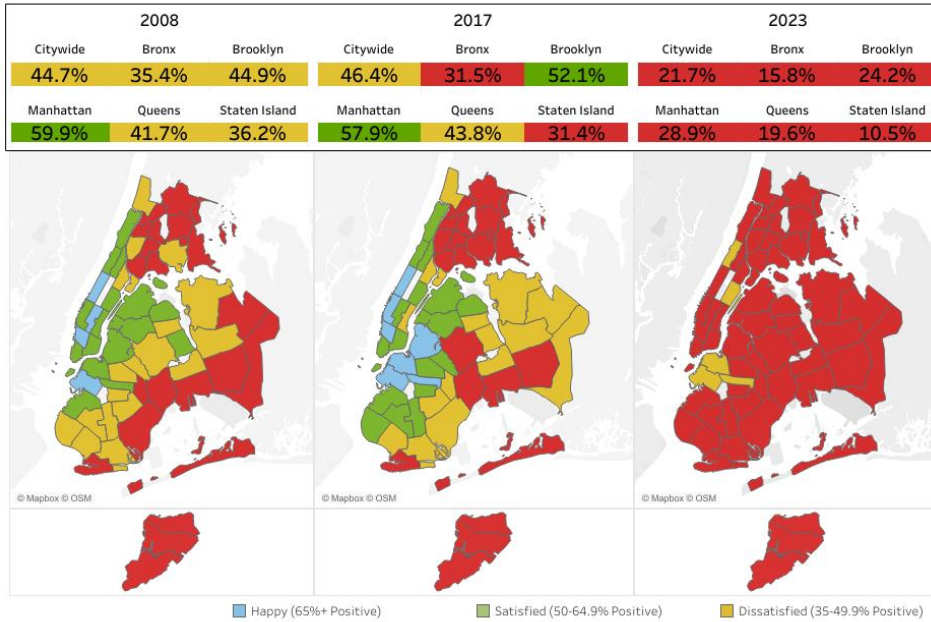 2008
Citywide Bronx Brooklyn
44.7% 35.4% 44.9%
Manhattan Queens Staten Island
59.9% 41.7% 36.2%
2017
Citywide Bronx Brooklyn
46.4% 31.5% 52.1%
Manhattan Queens Staten Island
57.9% 43.8% 31.4%
2023
Citywide Bronx Brooklyn
21.7% 15.8% 24.2%
Manhattan Queens Staten Island
28.9% 19.6% 10.5%
© Mapbox © OSM
© Mapbox © OSM
© Mapbox © OSM
Happy (65%+ Positive)
Satisfied (50-64.9% Positive)
Dissatisfied (35-49.9% Positive)